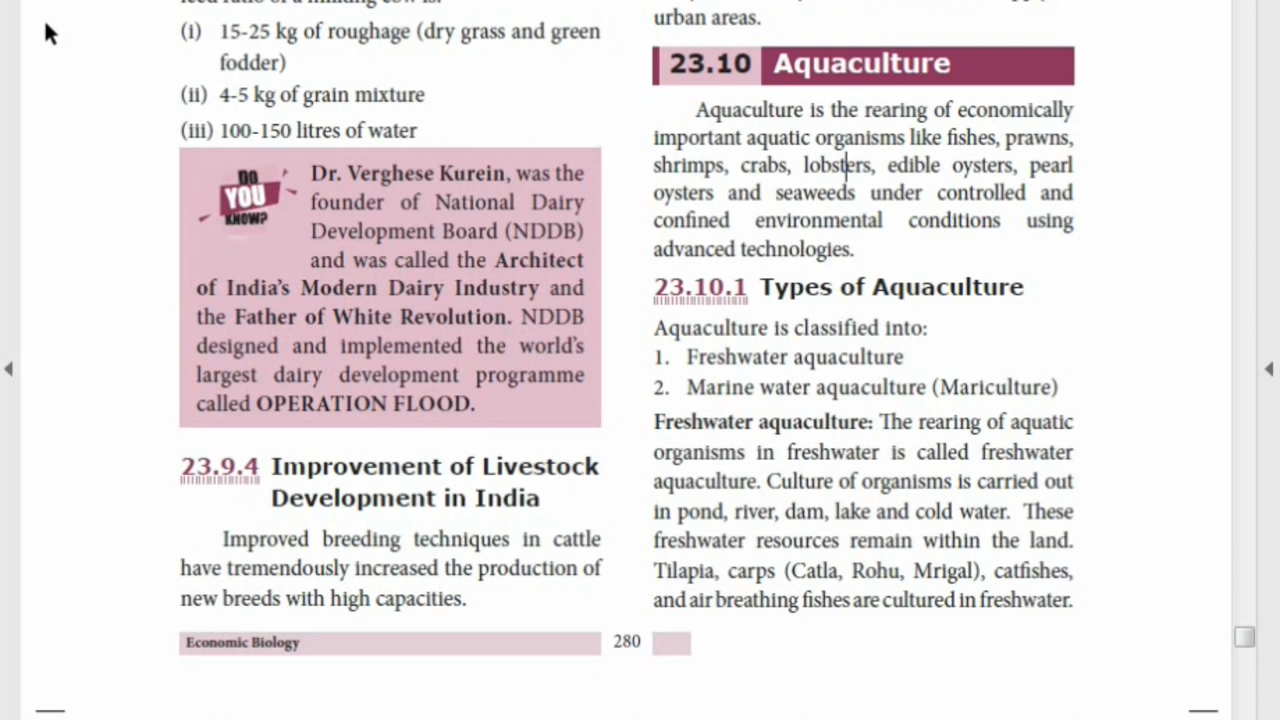 (i) 15-25 kg of roughage (dry grass and green
fodder)
(ii) 4-5 kg of grain mixture
(iii) 100-150 litres of water
DO
YOU
KNOW?
Dr. Verghese Kurein, was the
founder of National Dairy
Development Board (NDDB)
and was called the Architect
of India's Modern Dairy Industry and
the Father of White Revolution. NDDB
designed and implemented the world's
largest dairy development programme
called OPERATION FLOOD.
23.9.4 Improvement of Livestock
Development in India
Improved breeding techniques in cattle
have tremendously increased the production of
new breeds with high capacities.
urban areas.
23.10 Aquaculture
Aquaculture is the rearing of economically
important aquatic organisms like fishes, prawns,
shrimps, crabs, lobsters, edible oysters, pearl
oysters and seaweeds under controlled and
confined environmental conditions using
advanced technologies.
23.10.1 Types of Aquaculture
Aquaculture is classified into:
1. Freshwater aquaculture
2. Marine water aquaculture (Mariculture)
Freshwater aquaculture: The rearing of aquatic
organisms in freshwater is called freshwater
aquaculture. Culture of organisms is carried out
in pond, river, dam, lake and cold water. These
freshwater resources remain within the land.
Tilapia, carps (Catla, Rohu, Mrigal), catfishes,
and air breathing fishes are cultured in freshwater.
Economic Biology
280